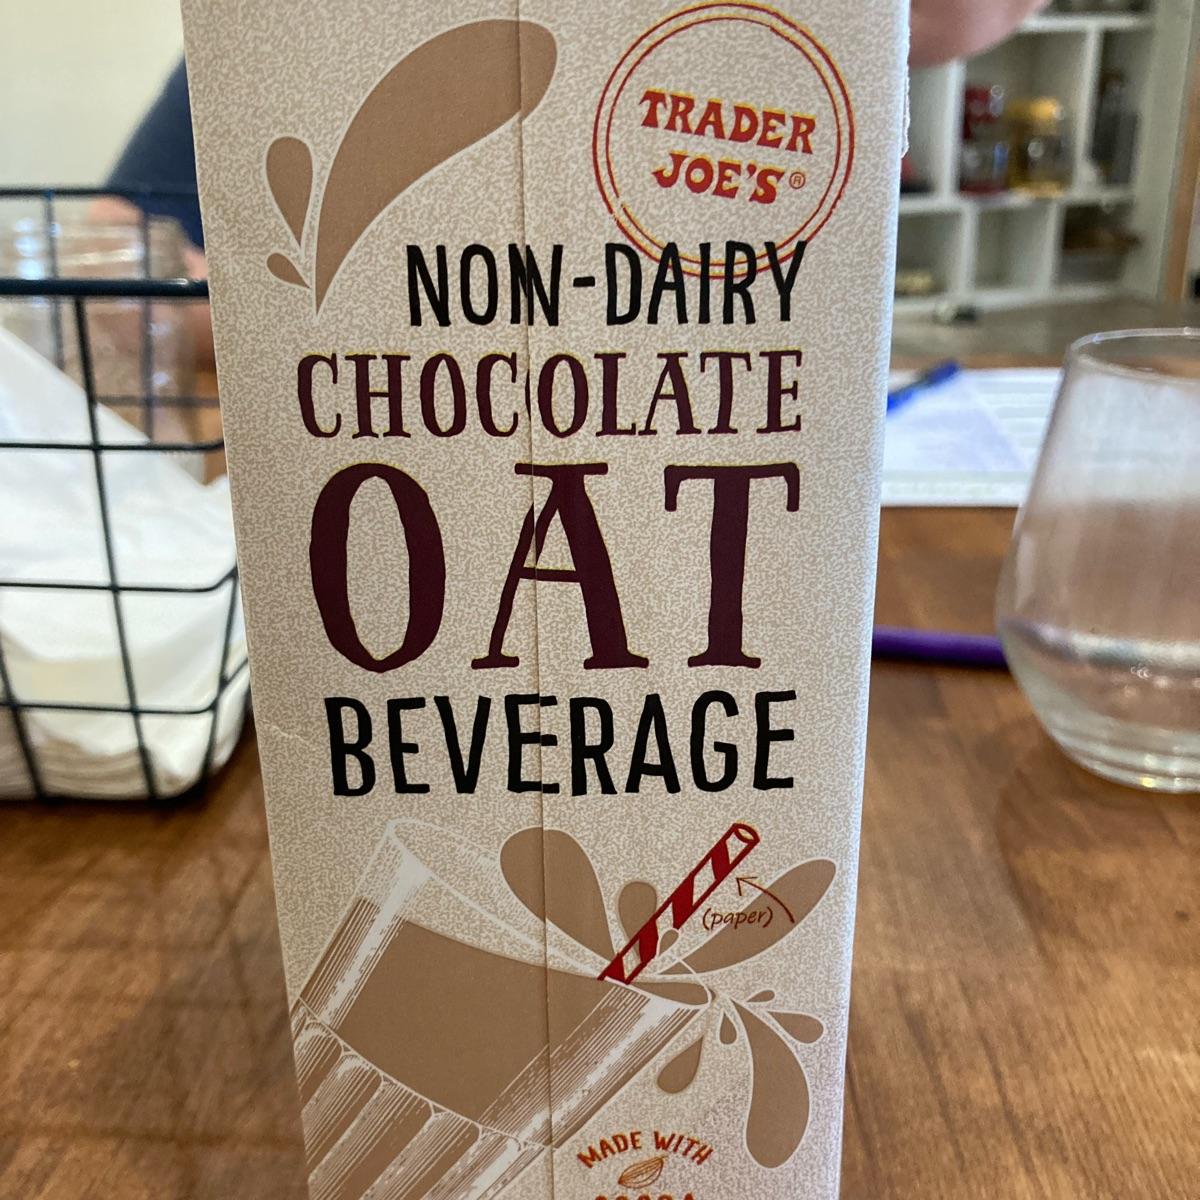 TRADER
JOE'S®
NON-DAIRY
CHOCOLATE
OAT
BEVERAGE
(paper)
MADE WITH